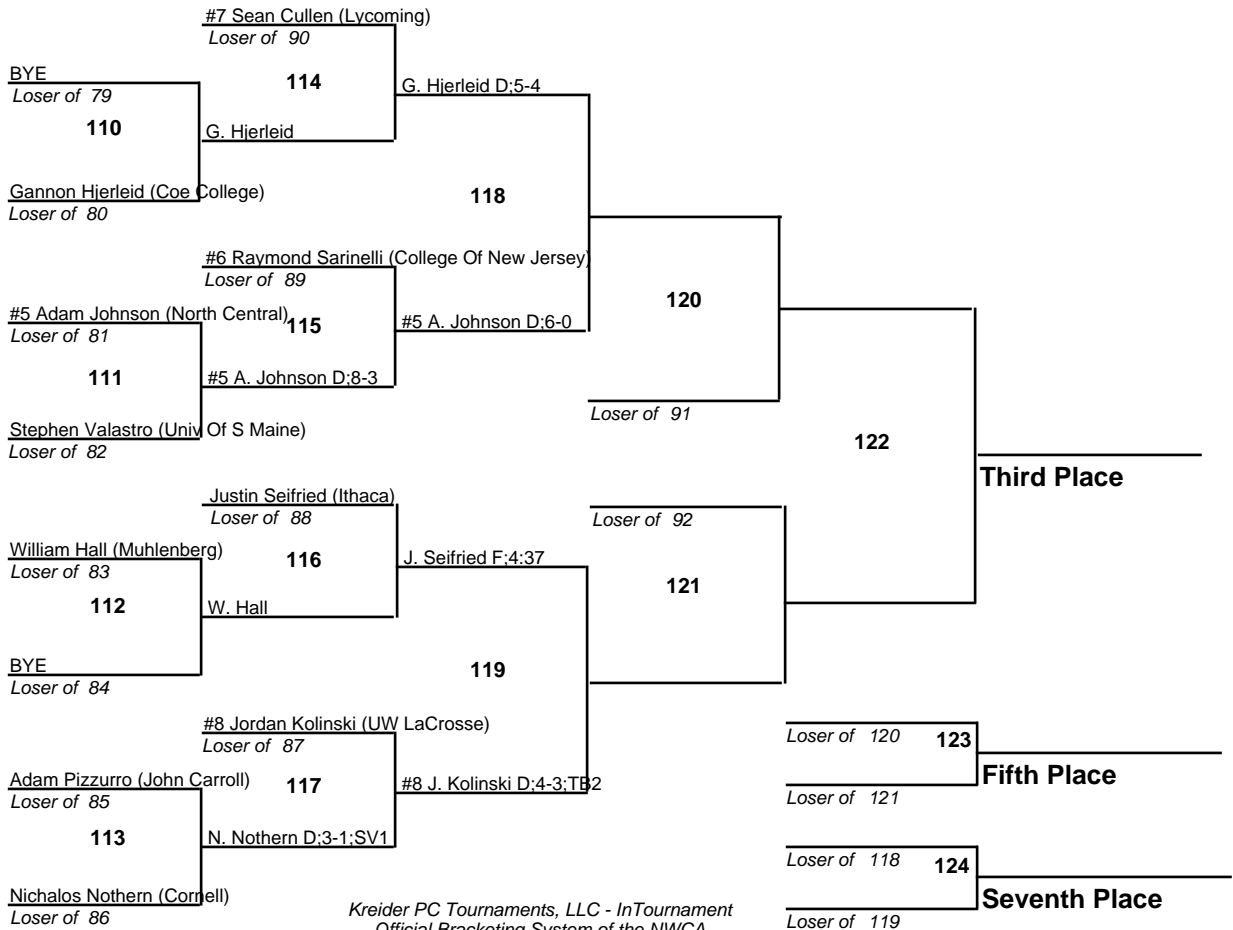 #7 Sean Cullen (Lycoming)
Loser of 90
BYE
Loser of 79
114
G. Hjerleid D;5-4
110
G. Hjerleid
Gannon Hjerleid (Coe College)
Loser of 80
118
#6 Raymond Sarinelli (College Of New Jersey)
Loser of 89
120
#5 Adam Johnson (North Central)
Loser of 81
115
#5 A. Johnson D;6-0
111
#5 A. Johnson D;8-3
Loser of 91
Stephen Valastro (Univ Of S Maine)
Loser of 82
122
Third Place
Justin Seifried (Ithaca)
Loser of 88
Loser of 92
William Hall (Muhlenberg)
Loser of 83
116
J. Seifried F;4:37
121
112
W. Hall
BYE
Loser of 84
119
#8 Jordan Kolinski (UW LaCrosse)
Loser of 87
Loser of 120
123
Adam Pizzurro (John Carroll)
Loser of 85
117
#8 J. Kolinski D;4-3;TB2
Fifth Place
Loser of 121
113
N. Nothern D;3-1;SV1
Loser of 118
124
Nichalos Nothern (Cornell)
Loser of 86
Seventh Place
Loser of 119
Kreider PC Tournaments, LLC - InTournament
Official Bracketing System of the NWCA